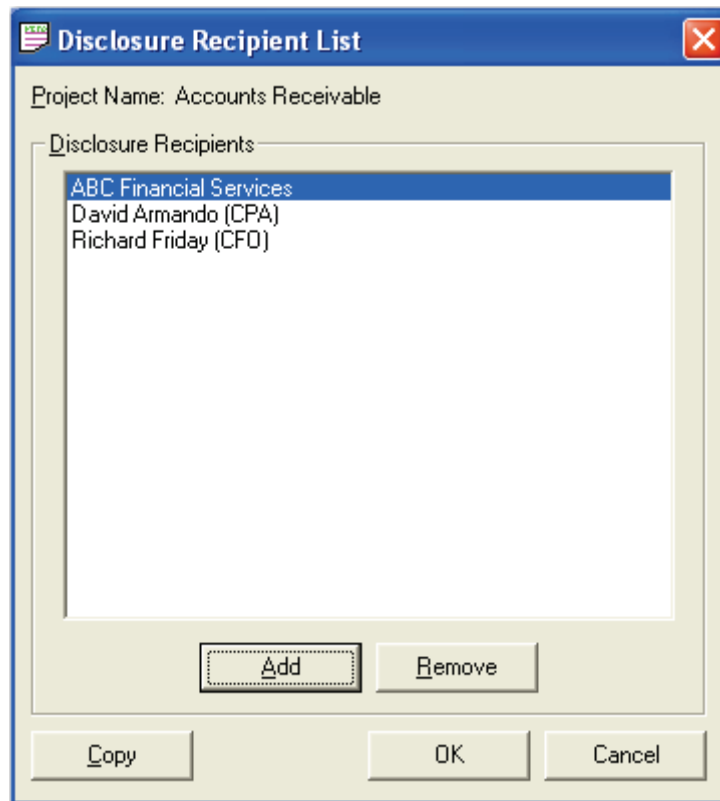 Disclosure Recipient List
Project Name: Accounts Receivable
Disclosure Recipients
ABC Financial Services
David Armando (CPA)
Richard Friday (CFO)
Add Remove
Copy OK Cancel